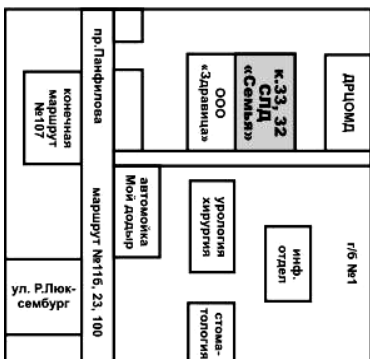 пр.Панфилова
маршрут №116, 23, 100
конечная
маршрут
№107
ул. Р.Люк-
сембург
ООО
«Здравица»
к.33, 32
СЛД
«Семья»
ДРЦОМД
автомойка
Мой додыр
урология
хирургия
инф.
отдел
г/б №1
стома-
тология